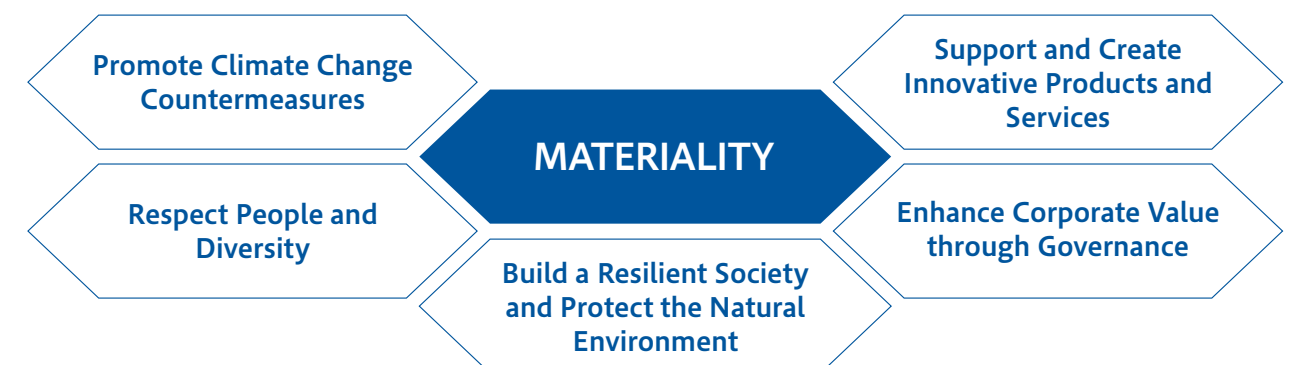 Promote Climate Change
Countermeasures
Respect People and
Diversity
MATERIALITY
Build a Resilient Society
and Protect the Natural
Environment
Support and Create
Innovative Products and
Services
Enhance Corporate Value
through Governance